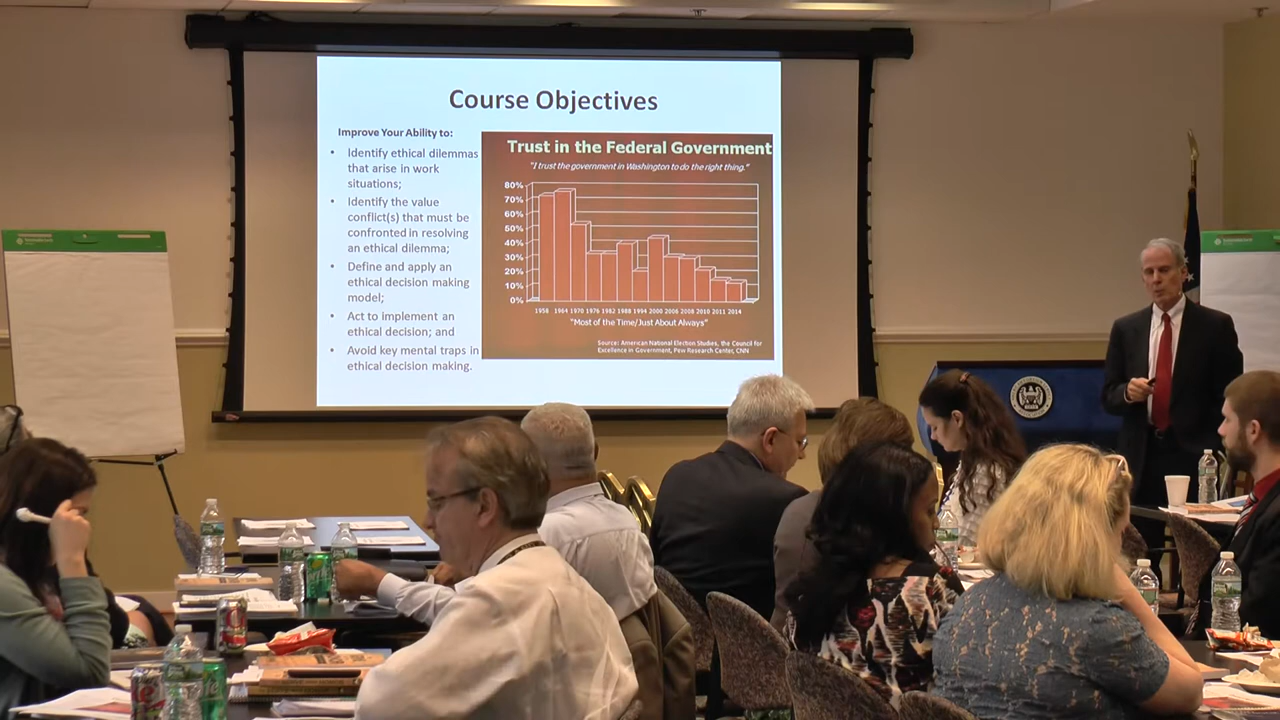 Course Objectives
Improve Your Ability to:
• Identify ethical dilemmas
that arise in work
situations;
• Identify the value
conflict(s) that must be
confronted in resolving
an ethical dilemma;
• Define and apply an
ethical decision making
model;
• Act to implement an
ethical decision; and
• Avoid key mental traps in
ethical decision making.
Trust in the Federal Government
"I trust the government in Washington to do the right thing."
80%
70%
60%
50%
40%
30%
20%
10%
0%
1958 1964 1970 1976 1982 1988 1994 2000 2006 2008 2010 2011 2014
"Most of the Time/Just About Always"
Source: American National Election Studies, the Council for
Excellence in Government, Pew Research Center, CNN